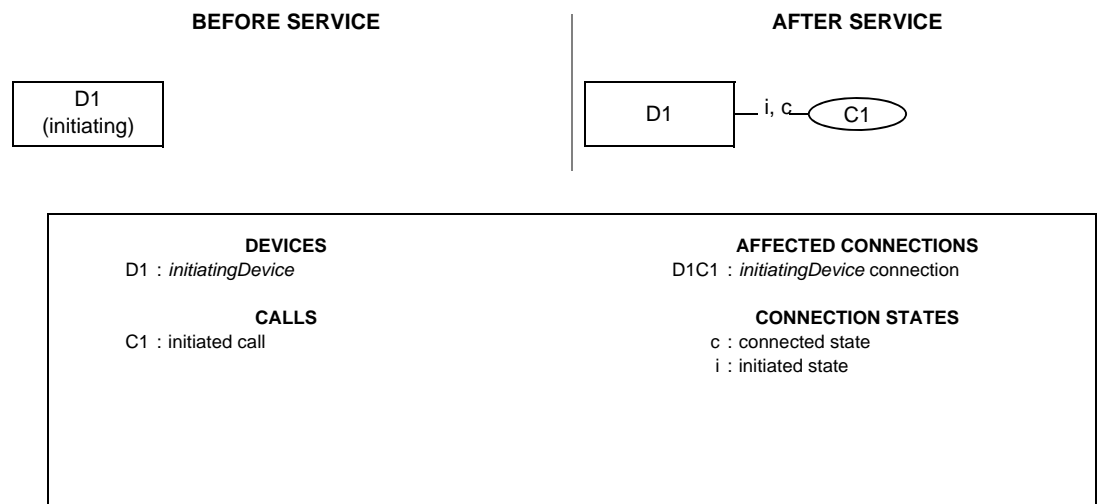 BEFORE SERVICE
AFTER SERVICE
D1
(initiating)
D1
i, c
C1
DEVICES
D1 : initiatingDevice
CALLS
C1 : initiated call
AFFECTED CONNECTIONS
D1C1 : initiatingDevice connection
CONNECTION STATES
c : connected state
i : initiated state